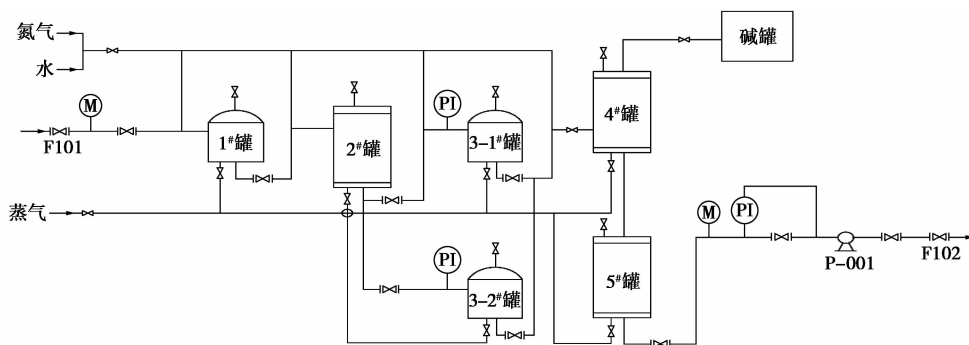 氮气
水
碱罐
M
F101
1#罐
2#罐
PI
3-1#罐
4#罐
蒸气
PI
3-2#罐
5#罐
M
PI
P-001
F102